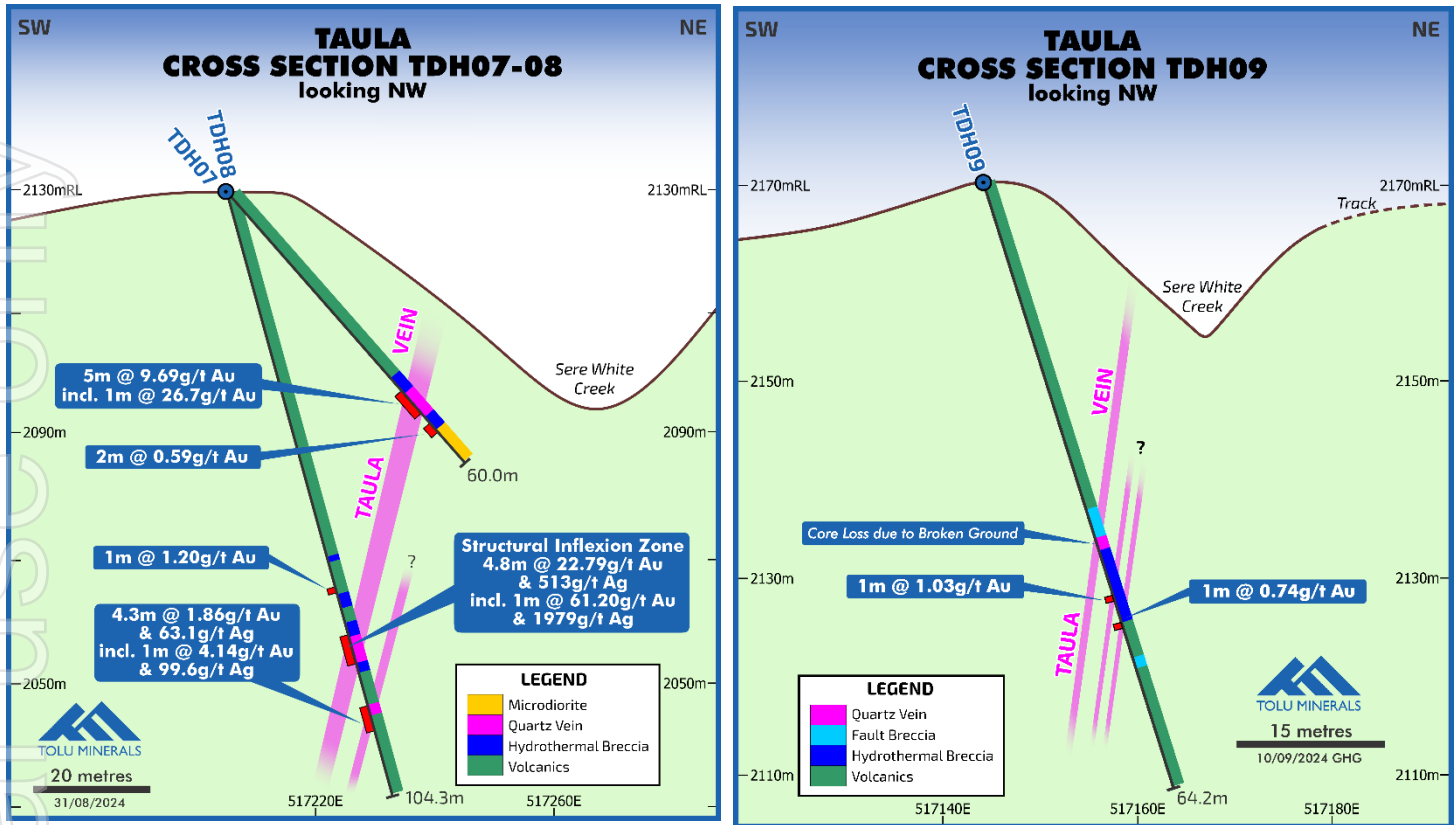 SW
NE
TAULA
CROSS SECTION TDH07-08
looking NW
TDH07
TDH08
2130mRL
2130mRL
VEIN
5m @ 9.69g/t Au
incl. 1m @ 26.7g/t Au
Sere White
Creek
2090m
2090m
2m @ 0.59g/t Au
60.0m
TAULA
1m @ 1.20g/t Au
?
Structural Inflexion Zone
4.8m @ 22.79g/t Au
& 513g/t Ag
incl. 1m @ 61.20g/t Au
& 1979g/t Ag
4.3m @ 1.86g/t Au
& 63.1g/t Ag
incl. 1m @ 4.14g/t Au
& 99.6g/t Ag
2050m
2050m
LEGEND
Microdiorite
Quartz Vein
Hydrothermal Breccia
Volcanics
TOLU MINERALS
20 metres
31/08/2024
104.3m
517220E
517260E
SW
NE
TAULA
CROSS SECTION TDH09
looking NW
TDH09
2170mRL
2170mRL
Track
Sere White
Creek
2150m
2150m
VEIN
?
Core Loss due to Broken Ground
2130m
2130m
1m @ 1.03g/t Au
1m @ 0.74g/t Au
TAULA
LEGEND
Quartz Vein
Fault Breccia
Hydrothermal Breccia
Volcanics
TOLU MINERALS
15 metres
10/09/2024 GHG
2110m
2110m
64.2m
517140E
517160E
517180E